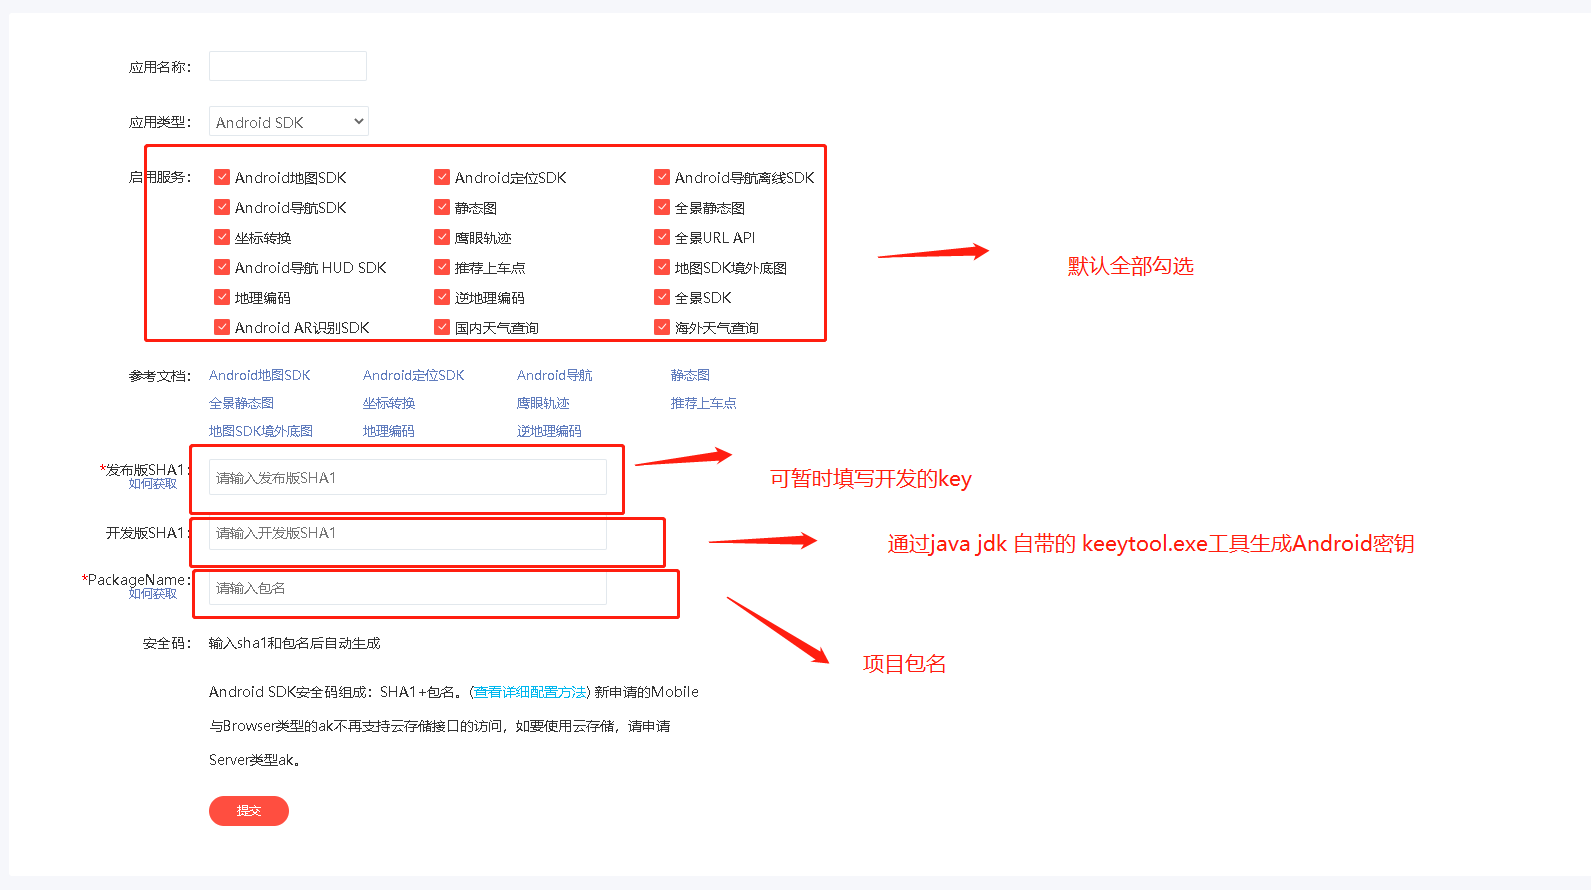 应用名称：
应用类型： Android SDK
启用服务： Android地图SDK Android定位SDK Android导航离线SDK
Android导航SDK 静态图 全景静态图
坐标转换 鹰眼轨迹 全景URL API
Android导航 HUD SDK 推荐上车点 地图SDK境外底图
地理编码 逆地理编码 全景SDK
Android AR识别SDK 国内天气查询 海外天气查询
默认全部勾选
参考文档： Android地图SDK Android定位SDK Android导航 静态图
全景静态图 坐标转换 鹰眼轨迹 推荐上车点
地图SDK境外底图 地理编码 逆地理编码
*发布版SHA1: 请输入发布版SHA1
如何获取
可暂时填写开发的key
开发版SHA1: 请输入开发版SHA1
通过java jdk 自带的 keeytool.exe工具生成Android密钥
*PackageName: 请输入包名
如何获取
项目包名
安全码： 输入sha1和包名后自动生成
Android SDK安全码组成：SHA1+包名。(查看详细配置方法) 新申请的Mobile
与Browser类型的ak不再支持云存储接口的访问，如要使用云存储，请申请
Server类型ak。
提交